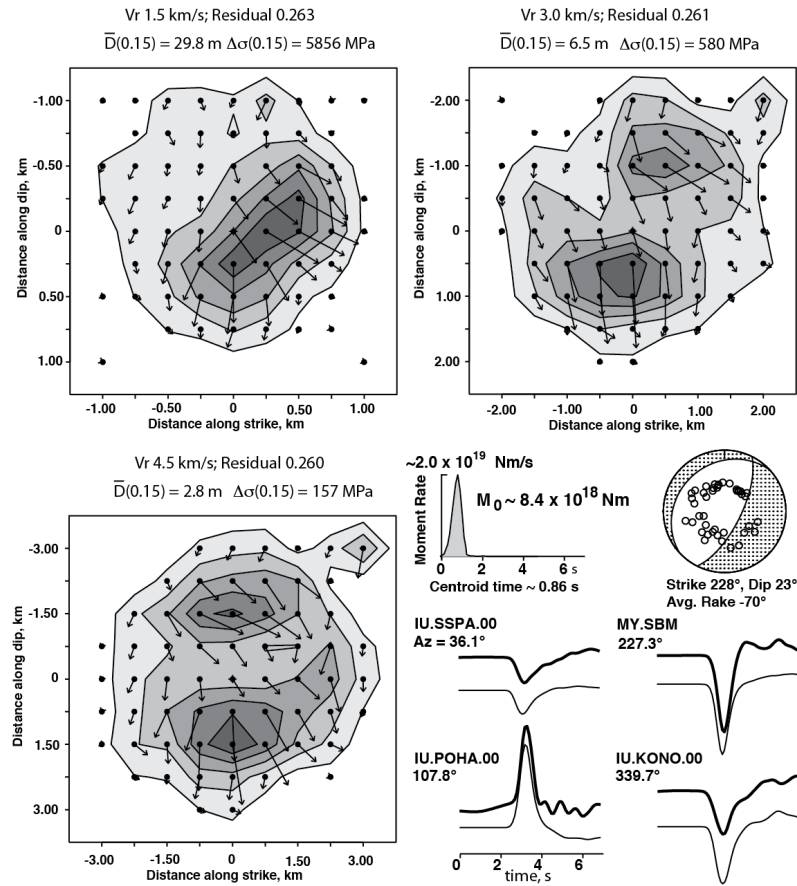 Vr 1.5 km/s; Residual 0.263
D̅(0.15) = 29.8 m Δσ(0.15) = 5856 MPa
Distance along dip, km
-1.00
-0.50
0
0.50
1.00
-1.00
-0.50
0
0.50
1.00
Distance along strike, km
Vr 3.0 km/s; Residual 0.261
D̅(0.15) = 6.5 m Δσ(0.15) = 580 MPa
Distance along dip, km
-2.00
-1.00
0
1.00
2.00
-2.00
-1.00
0
1.00
2.00
Distance along strike, km
Vr 4.5 km/s; Residual 0.260
D̅(0.15) = 2.8 m Δσ(0.15) = 157 MPa
Distance along dip, km
-3.00
-1.50
0
1.50
3.00
-3.00
-1.50
0
1.50
3.00
Distance along strike, km
~2.0 x 10¹⁹ Nm/s
Moment Rate
M₀ ~ 8.4 x 10¹⁸ Nm
2
4
6 s
Centroid time ~ 0.86 s
Strike 228°, Dip 23°
Avg. Rake -70°
IU.SSPA.00
Az = 36.1°
MY.SBM
227.3°
IU.POHA.00
107.8°
IU.KONO.00
339.7°
0
2
4
6
time, s